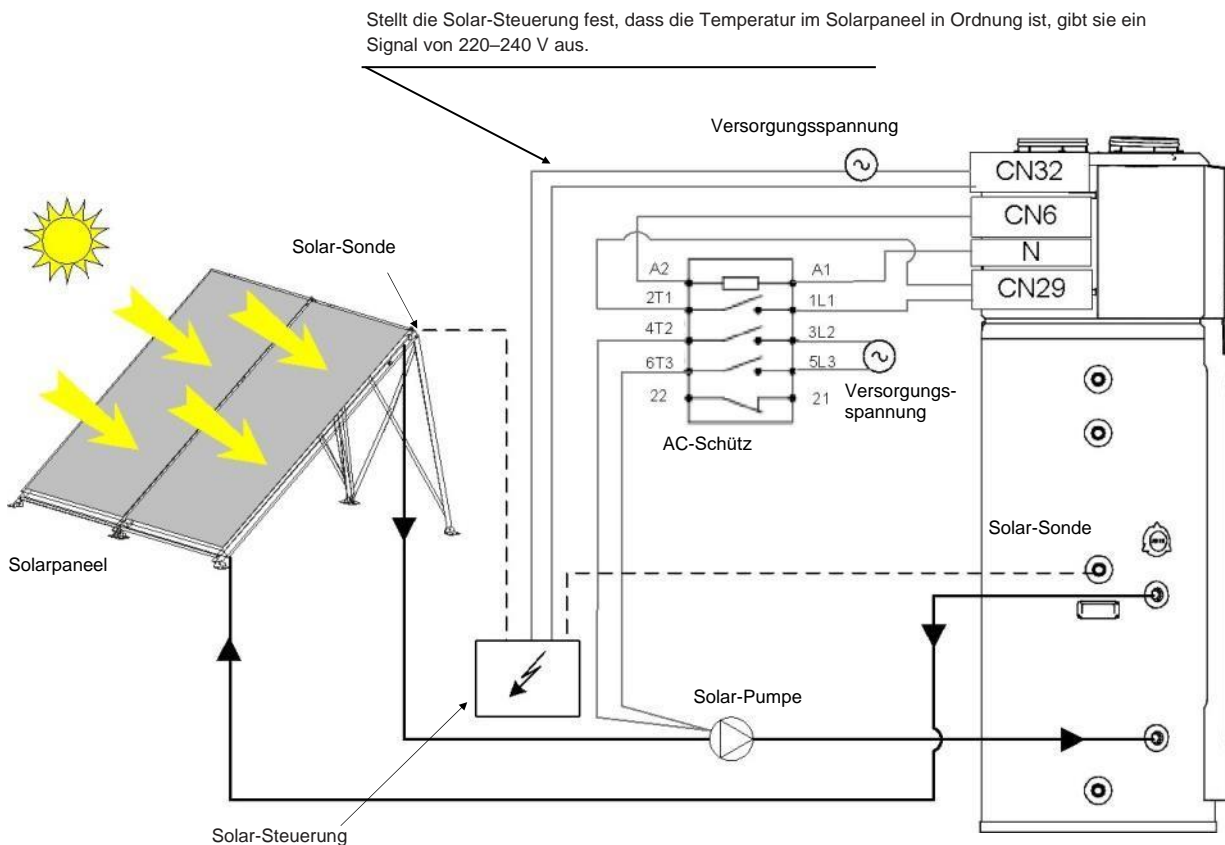 Stellt die Solar-Steuerung fest, dass die Temperatur im Solarpaneel in Ordnung ist, gibt sie ein
Signal von 220–240 V aus.
Versorgungsspannung
CN32
CN6
N
CN29
Solar-Sonde
A2
A1
2T1
1L1
4T2
3L2
6T3
5L3
22
21
Versorgungs-
spannung
AC-Schütz
Solar-Sonde
Solarpaneel
Solar-Pumpe
Solar-Steuerung